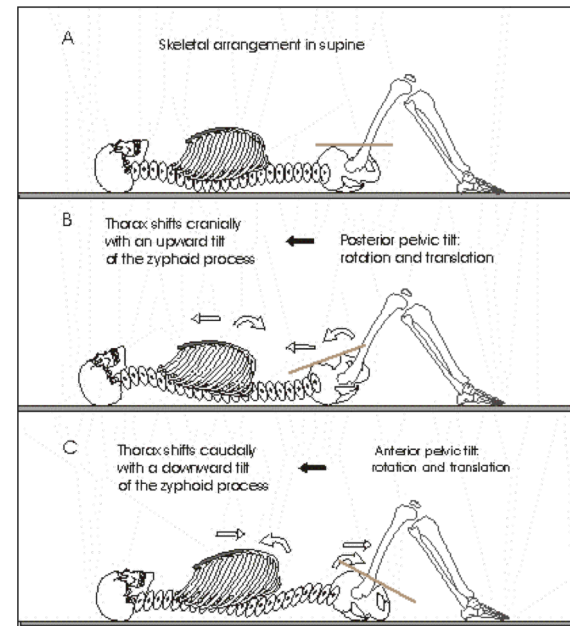 A
Skeletal arrangement in supine
B
Thorax shifts cranially
with an upward tilt
of the zyphoid process
Posterior pelvic tilt:
rotation and translation
C
Thorax shifts caudally
with a downward tilt
of the zyphoid process
Anterior pelvic tilt:
rotation and translation